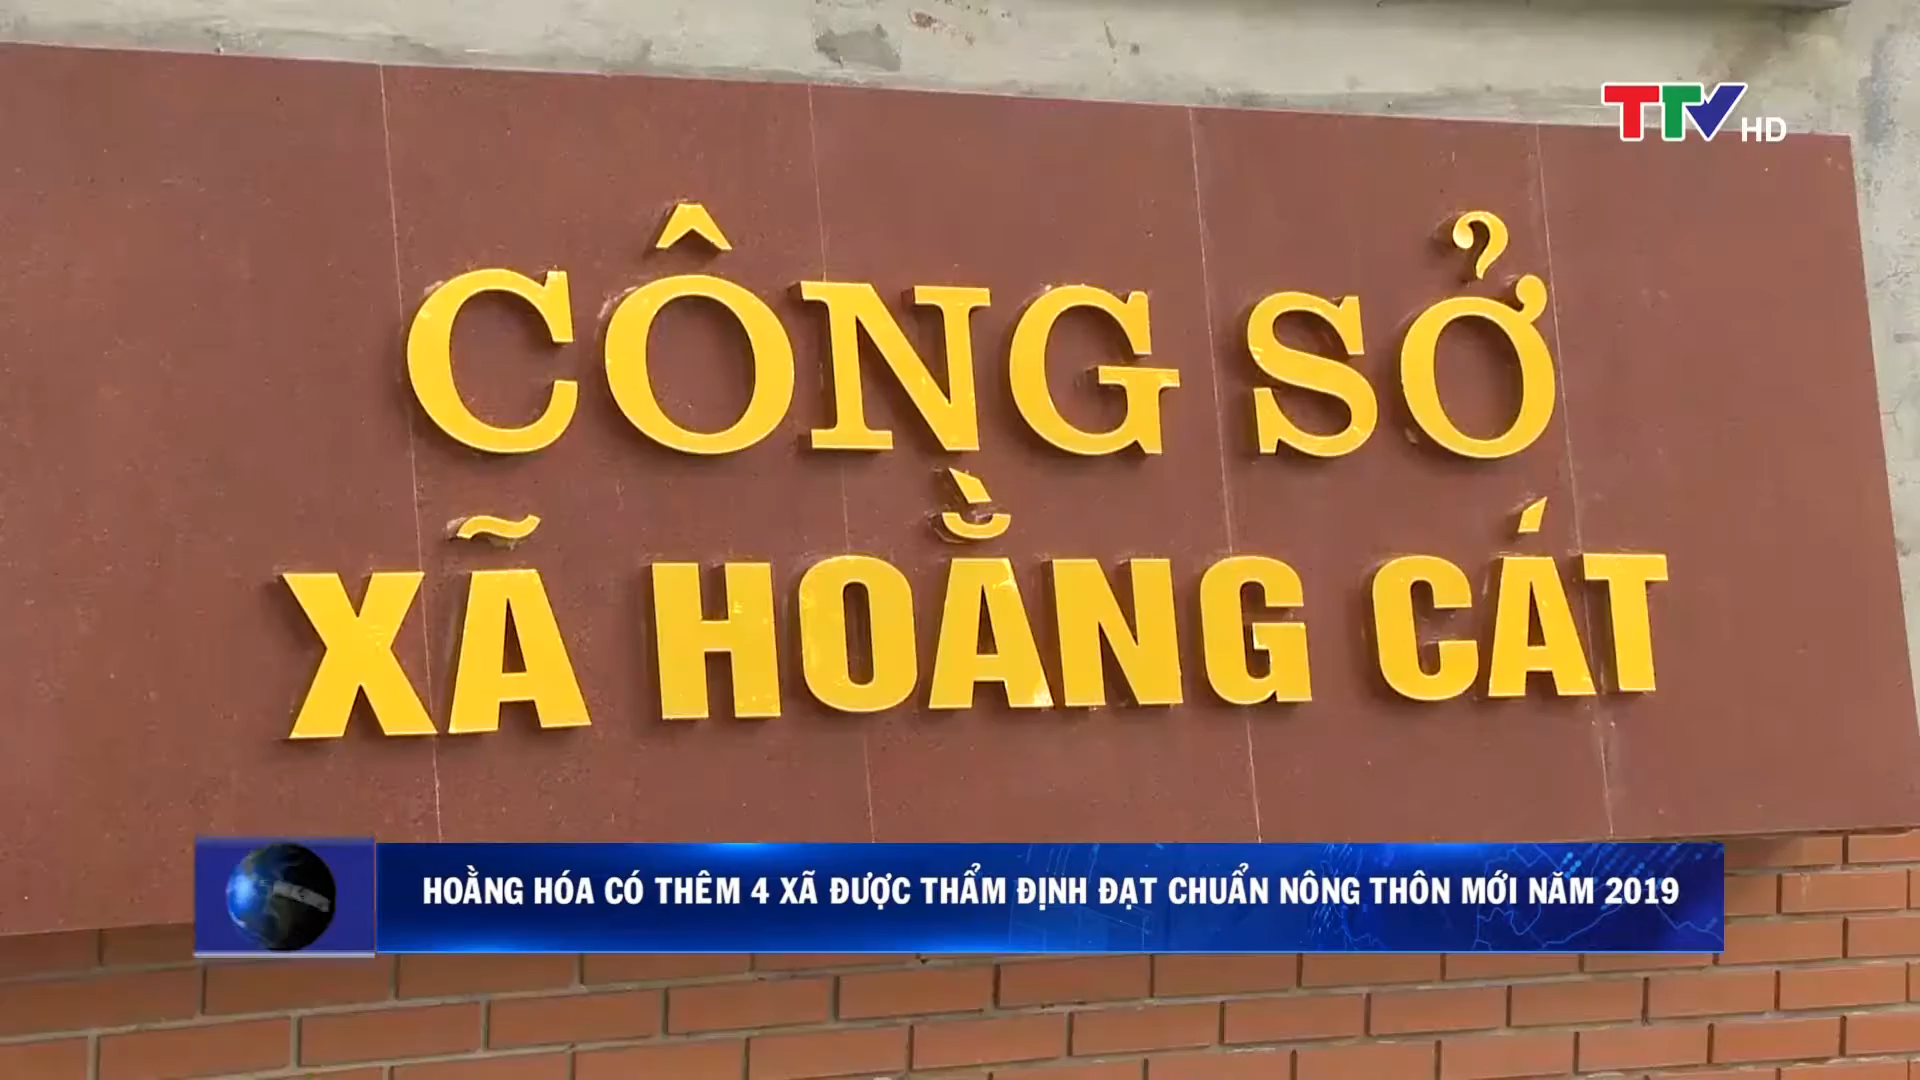 TTV HD
CÔNG SỞ
XÃ HOẰNG CÁT
HOẰNG HÓA CÓ THÊM 4 XÃ ĐƯỢC THẨM ĐỊNH ĐẠT CHUẨN NÔNG THÔN MỚI NĂM 2019